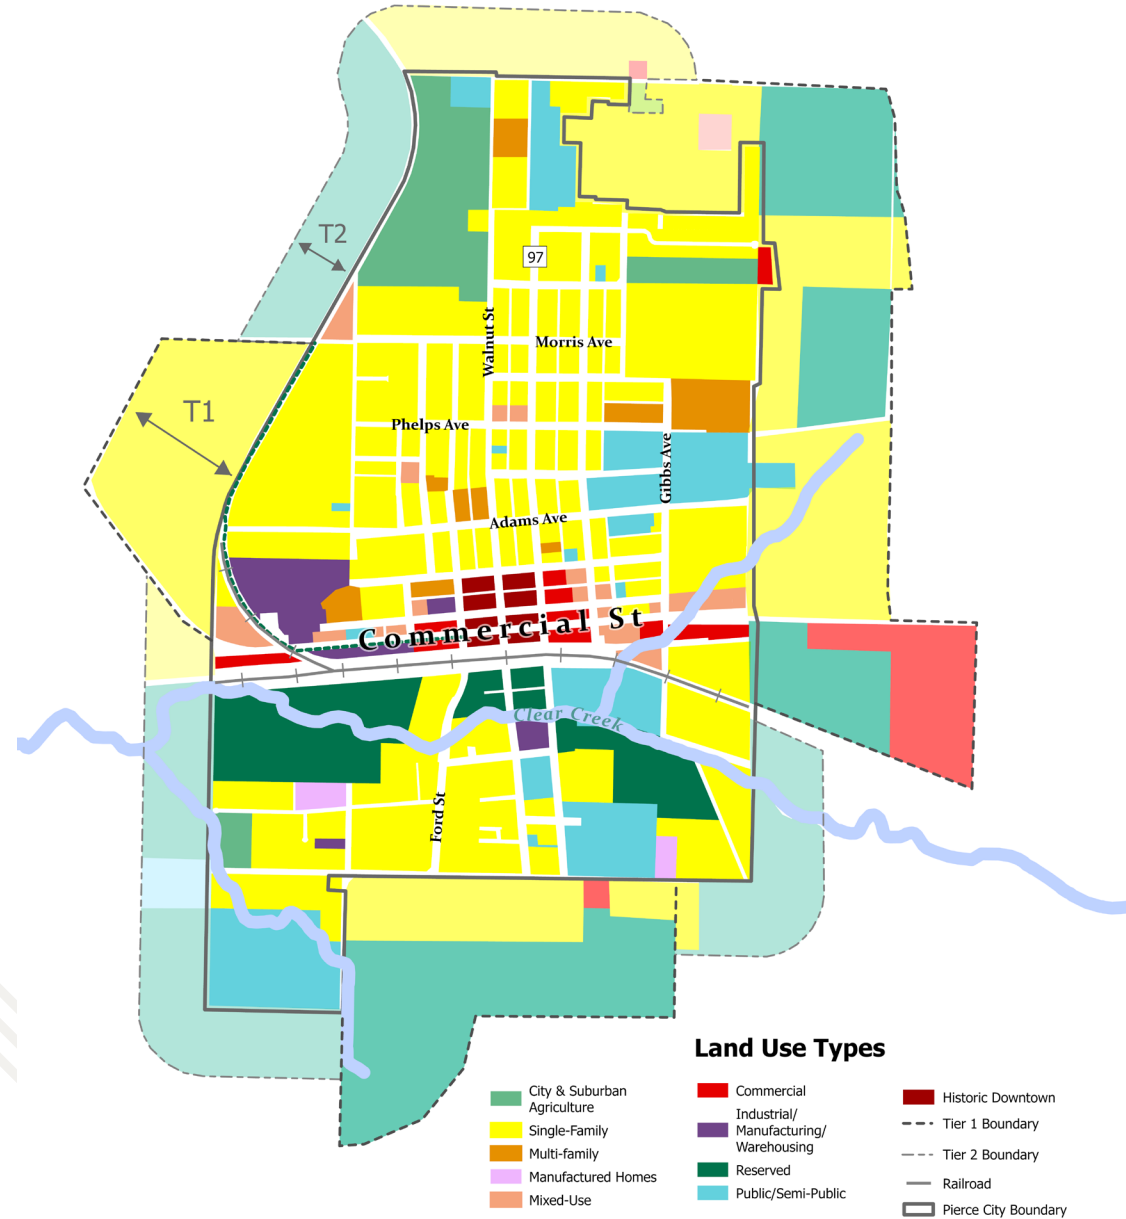 T2
97
Walnut St
Morris Ave
T1
Phelps Ave
Gibbs Ave
Adams Ave
Commercial St
Clear Creek
Ford St
Land Use Types
City & Suburban
Agriculture
Single-Family
Multi-family
Manufactured Homes
Mixed-Use
Commercial
Industrial/
Manufacturing/
Warehousing
Reserved
Public/Semi-Public
Historic Downtown
Tier 1 Boundary
Tier 2 Boundary
Railroad
Pierce City Boundary